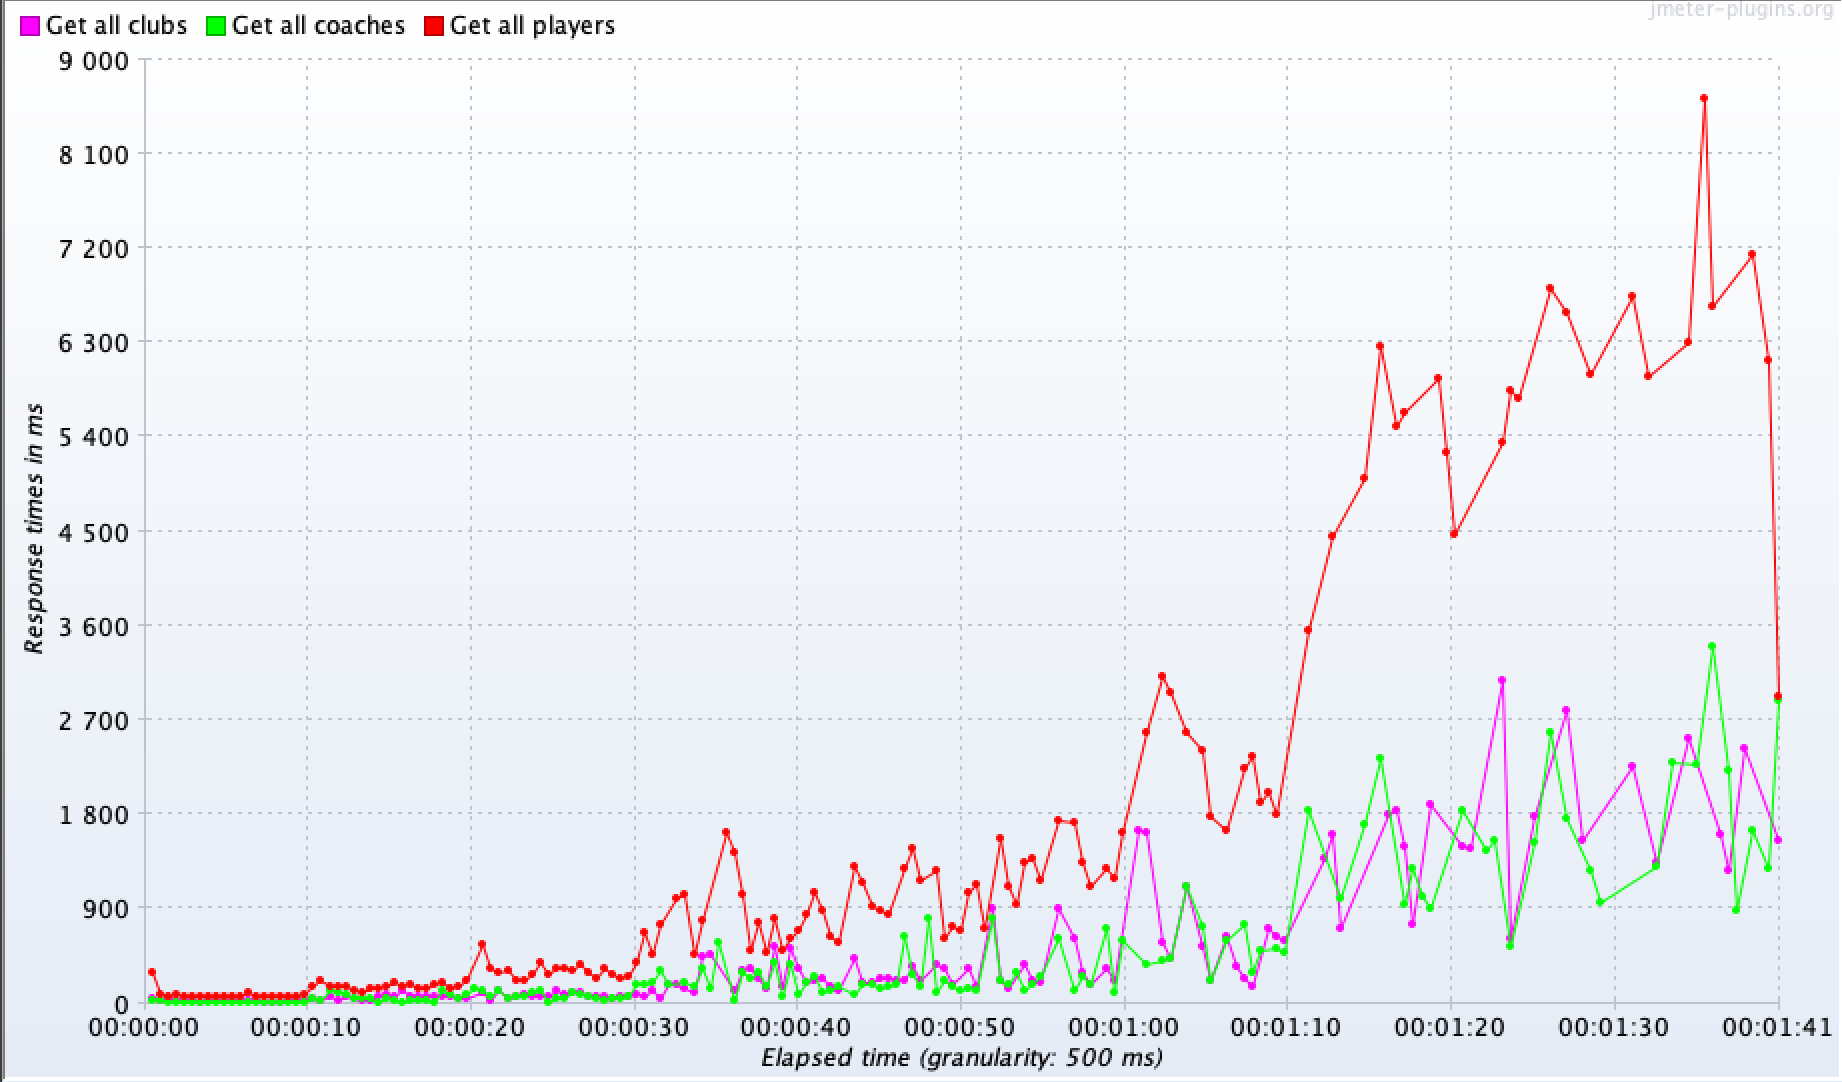 jmeter-plugins.org
Get all clubs Get all coaches Get all players
9 000
8 100
7 200
6 300
5 400
4 500
3 600
2 700
1 800
900
0
Response times in ms
00:00:00 00:00:10 00:00:20 00:00:30 00:00:40 00:00:50 00:01:00 00:01:10 00:01:20 00:01:30 00:01:41
Elapsed time (granularity: 500 ms)